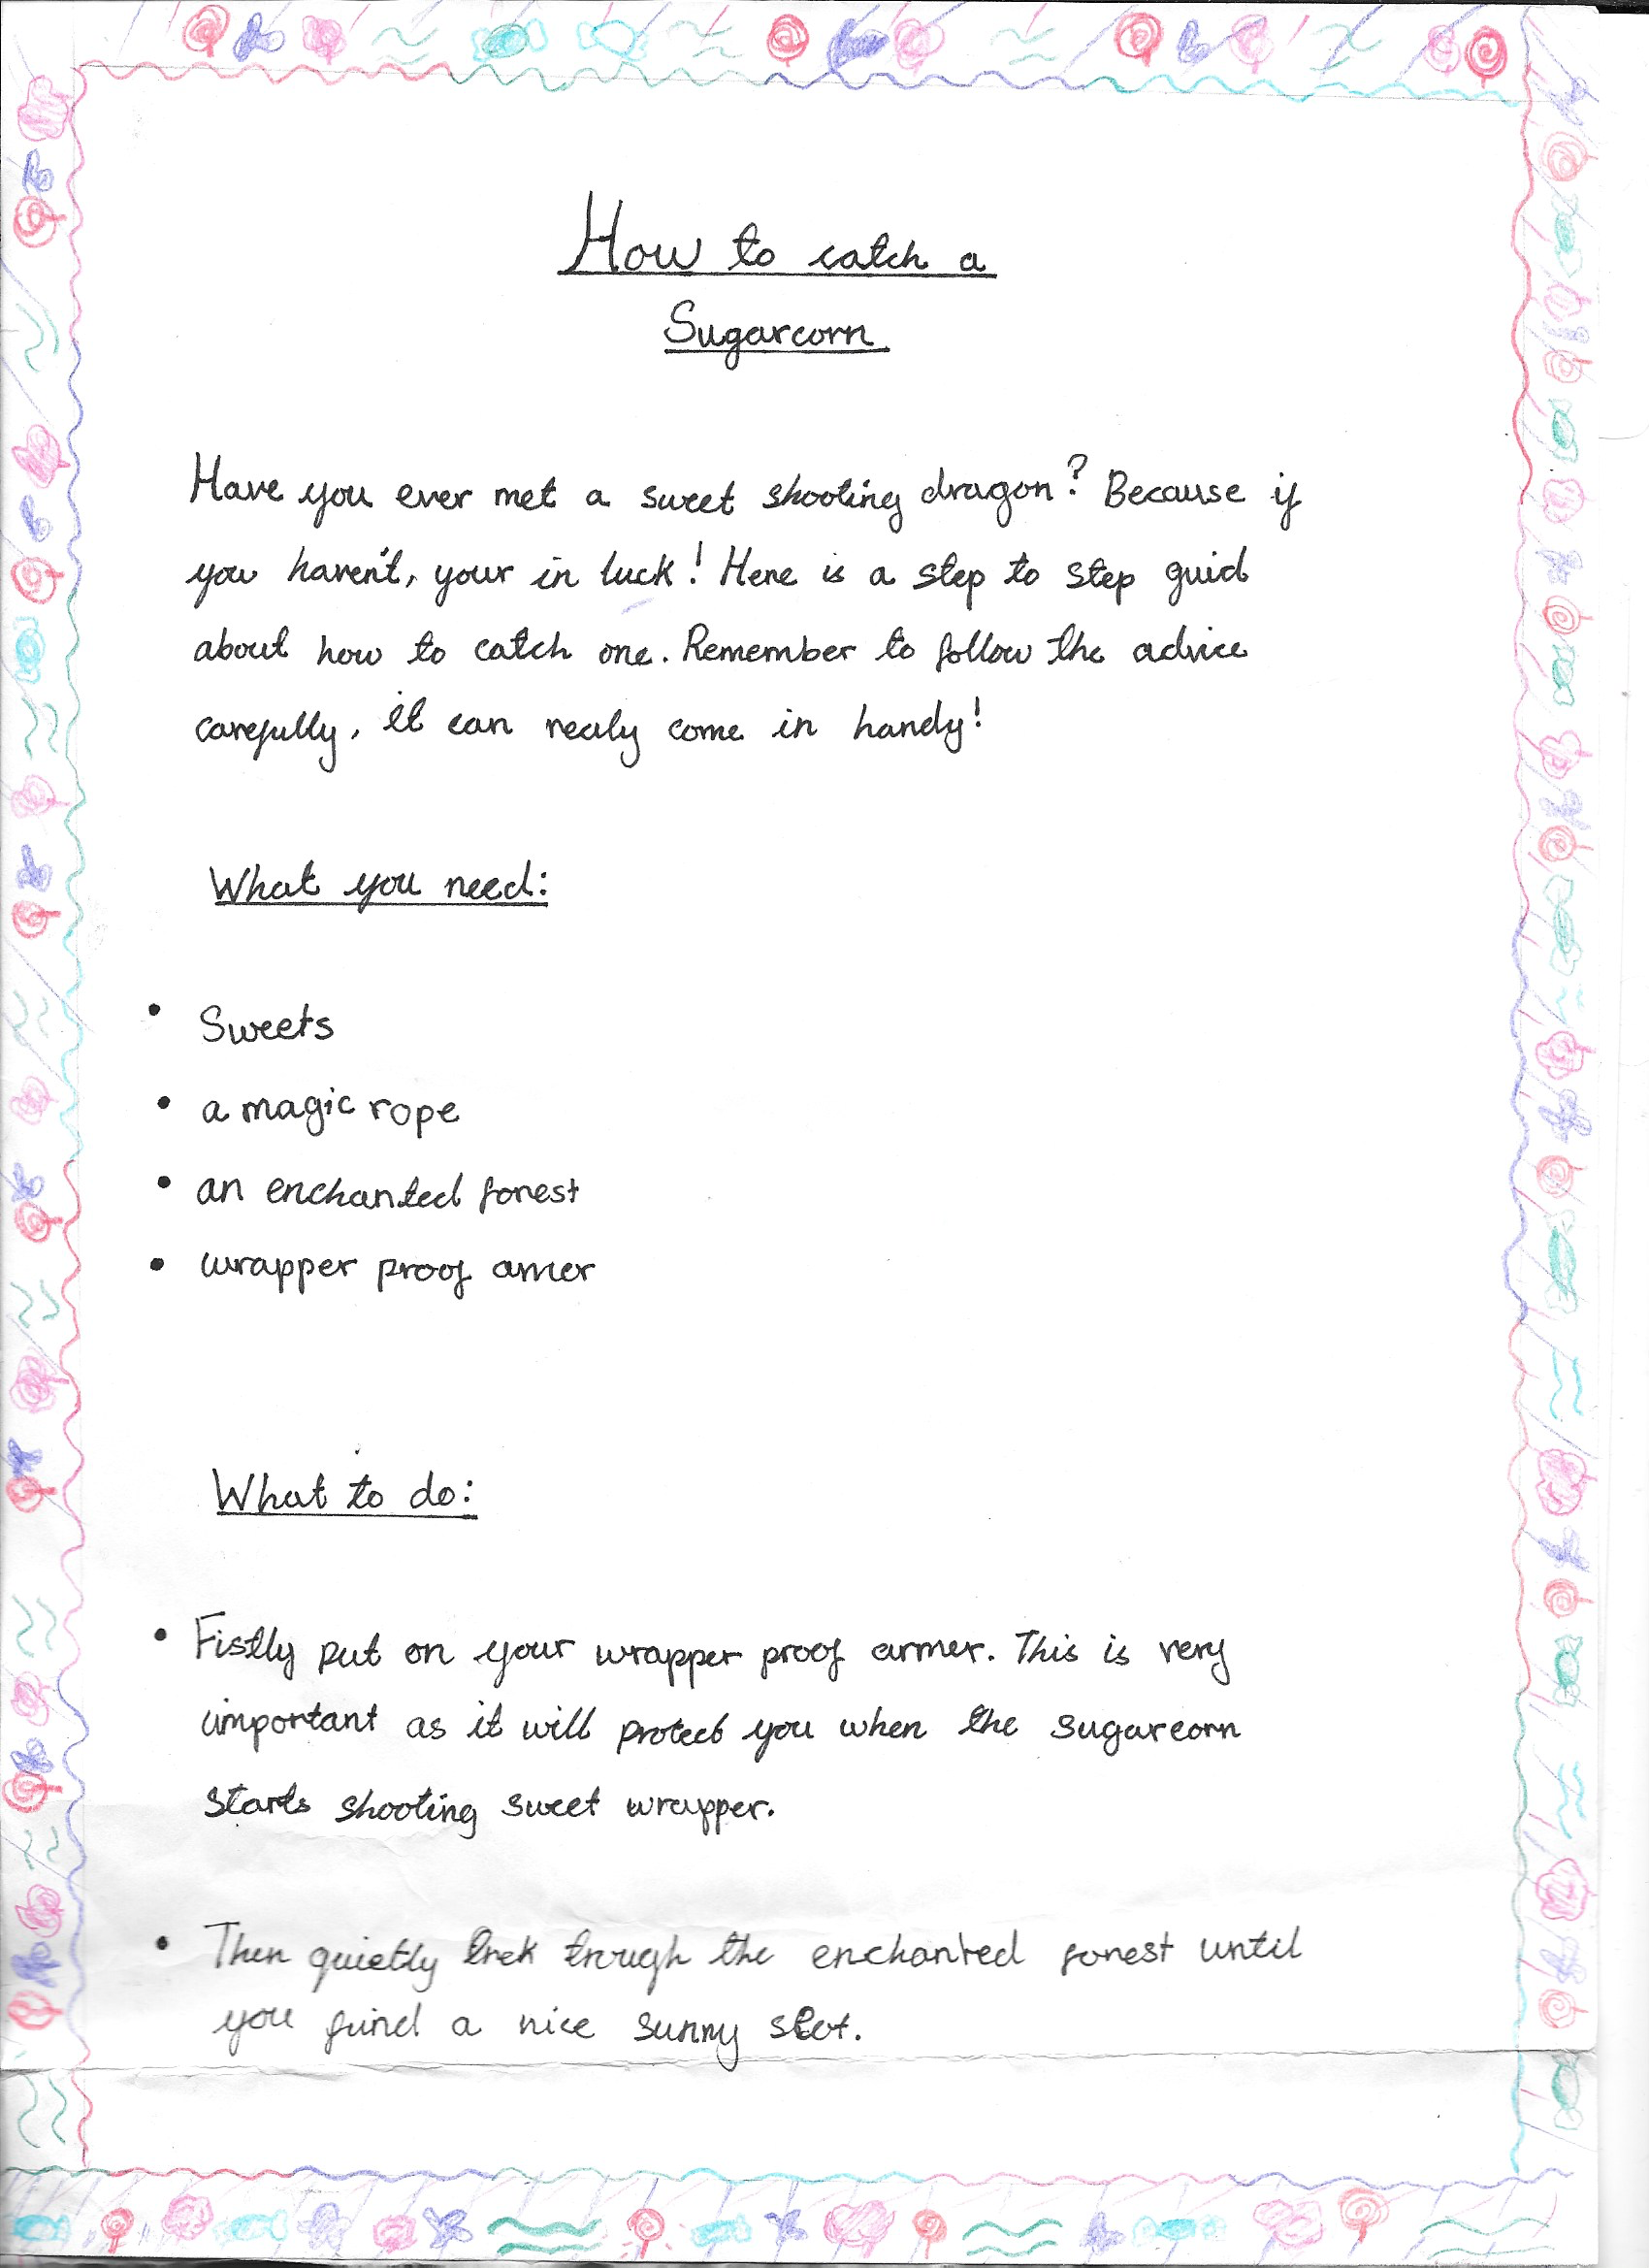 How to catch a
Sugarcorn
Have you ever met a sweet shooting dragon? Because if
you haven't, your in luck! Here is a step to step guid
about how to catch one. Remember to follow the advice
carefully, it can realy come in handy!
What you need:
• Sweets
• a magic rope
• an enchanted forest
• wrapper proof armer
What to do:
• Fistly put on your wrapper proof armer. This is very
important as it will protect you when the sugarcorn
starts shooting sweet wrapper.
• Then quietly trek trough the enchanted forest until
you find a nice sunny